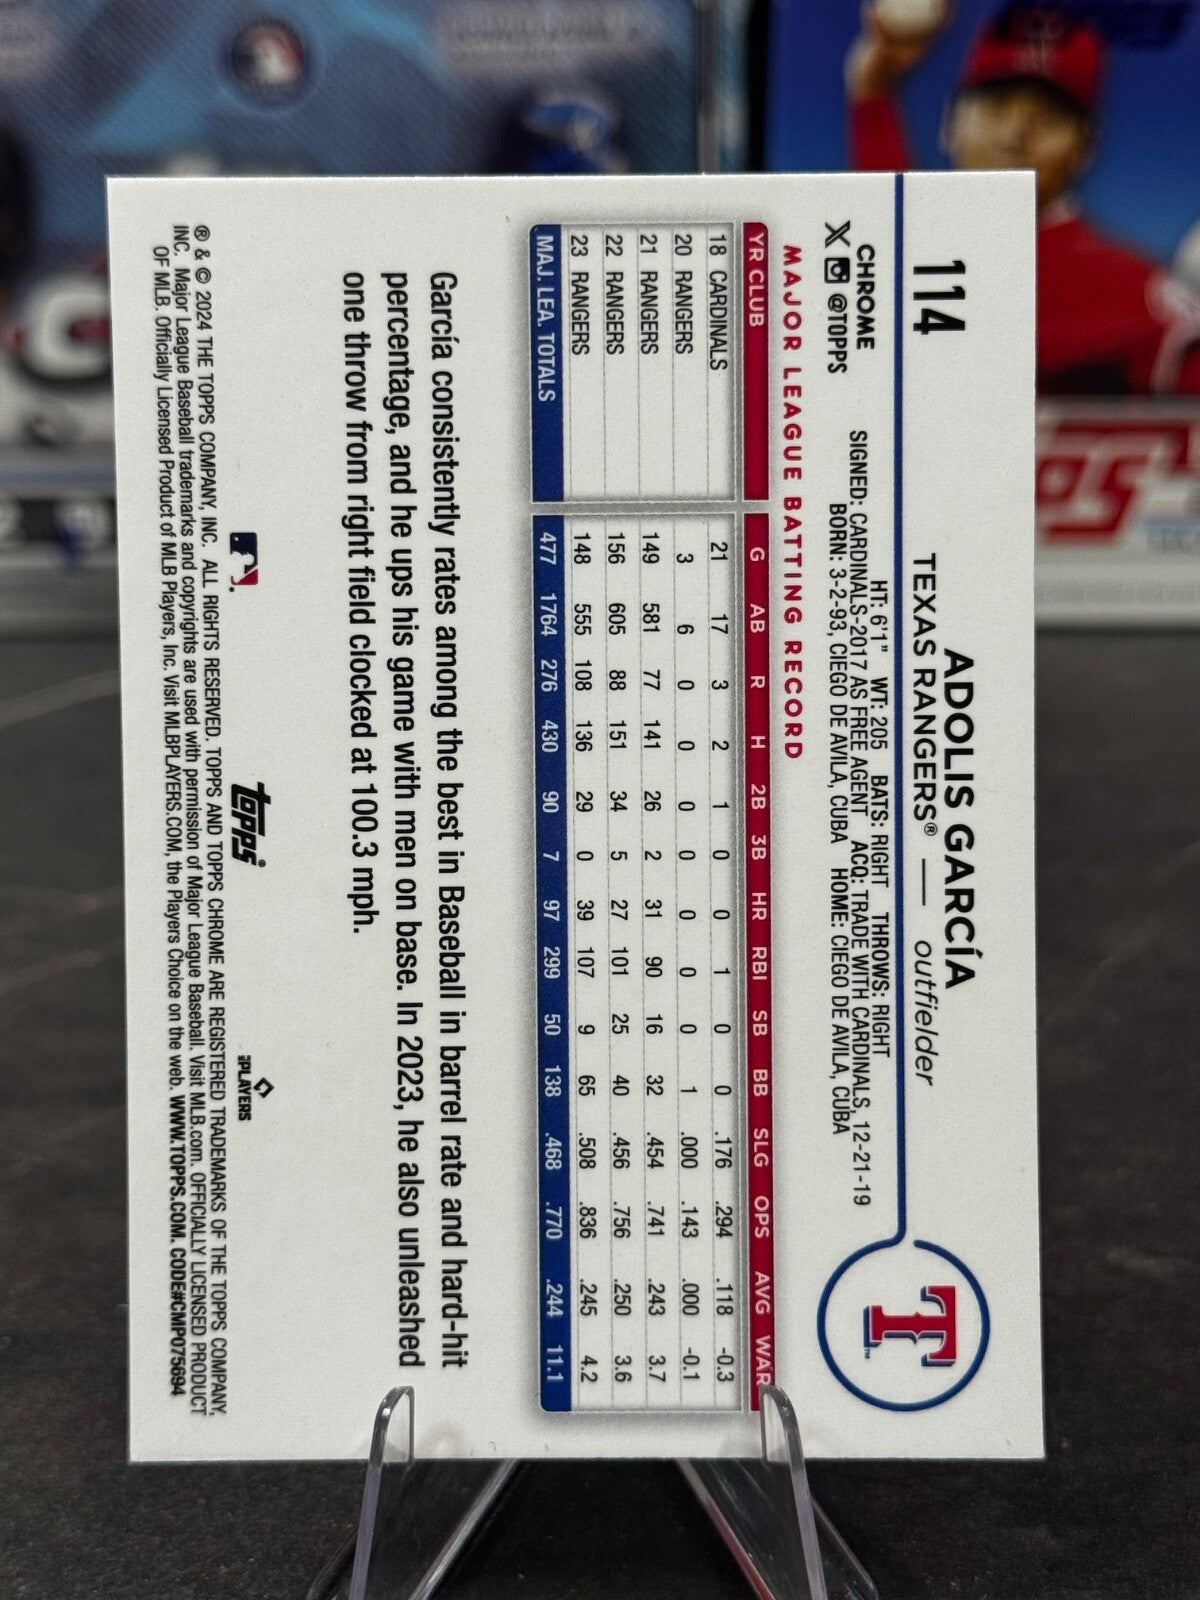 114
ADOLIS GARCÍA
TEXAS RANGERS® — outfielder
CHROME
@TOPPS
HT: 6'1" WT: 205 BATS: RIGHT THROWS: RIGHT
SIGNED: CARDINALS-2017 AS FREE AGENT ACQ: TRADE WITH CARDINALS, 12-21-19
BORN: 3-2-93, CIEGO DE AVILA, CUBA HOME: CIEGO DE AVILA, CUBA
T
MAJOR LEAGUE BATTING RECORD
YR CLUB G AB R H 2B 3B HR RBI SB BB SLG OPS AVG WAR
18 CARDINALS 21 17 3 2 1 0 0 1 0 0 .176 .294 .118 -0.3
20 RANGERS 3 6 0 0 0 0 0 0 0 1 .000 .143 .000 -0.1
21 RANGERS 149 581 77 141 26 2 31 90 16 32 .454 .741 .243 3.7
22 RANGERS 156 605 88 151 34 5 27 101 25 40 .456 .756 .250 3.6
23 RANGERS 148 555 108 136 29 0 39 107 9 65 .508 .836 .245 4.2
MAJ. LEA. TOTALS 477 1764 276 430 90 7 97 299 50 138 .468 .770 .244 11.1
García consistently rates among the best in Baseball in barrel rate and hard-hit
percentage, and he ups his game with men on base. In 2023, he also unleashed
one throw from right field clocked at 100.3 mph.
topps
PLAYERS
® & © 2024 THE TOPPS COMPANY, INC. ALL RIGHTS RESERVED. TOPPS AND TOPPS CHROME ARE REGISTERED TRADEMARKS OF THE TOPPS COMPANY,
INC. Major League Baseball trademarks and copyrights are used with permission of Major League Baseball. Visit MLB.com. OFFICIALLY LICENSED PRODUCT
OF MLB. Officially Licensed Product of MLB Players, Inc. Visit MLBPLAYERS.COM, the Players Choice on the web. WWW.TOPPS.COM. CODE#CMP075694